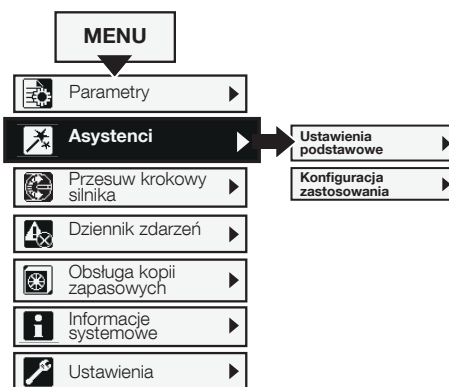 MENU
Parametry
Asystenci
Ustawienia
podstawowe
Konfiguracja
zastosowania
Przesuw krokowy
silnika
Dziennik zdarzeń
Obsługa kopii
zapasowych
Informacje
systemowe
Ustawienia